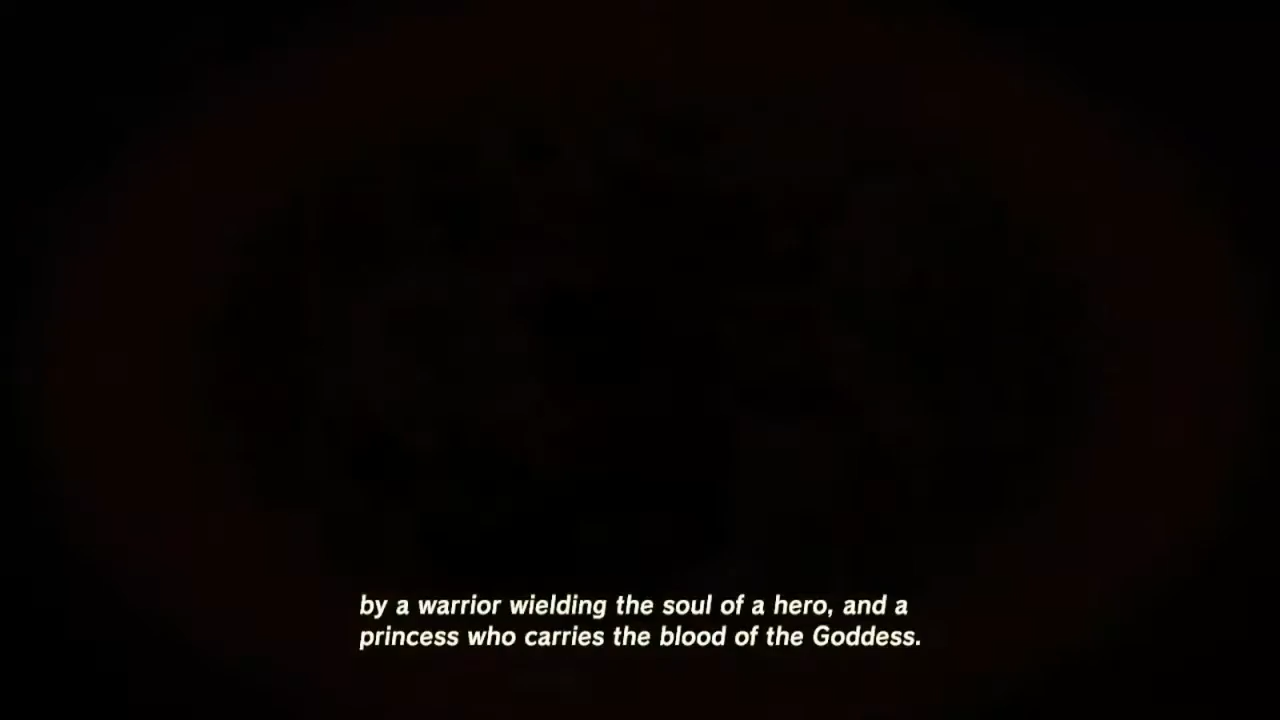 by a warrior wielding the soul of a hero, and a
princess who carries the blood of the Goddess.